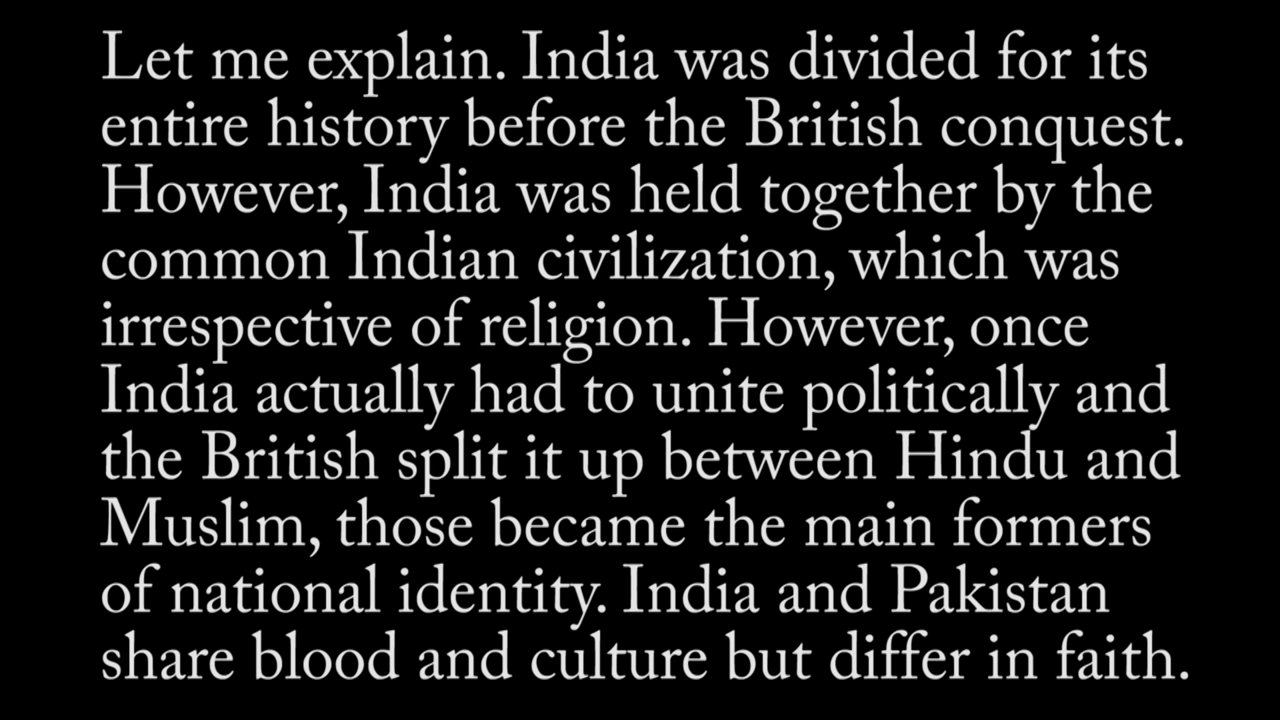 Let me explain. India was divided for its
entire history before the British conquest.
However, India was held together by the
common Indian civilization, which was
irrespective of religion. However, once
India actually had to unite politically and
the British split it up between Hindu and
Muslim, those became the main formers
of national identity. India and Pakistan
share blood and culture but differ in faith.